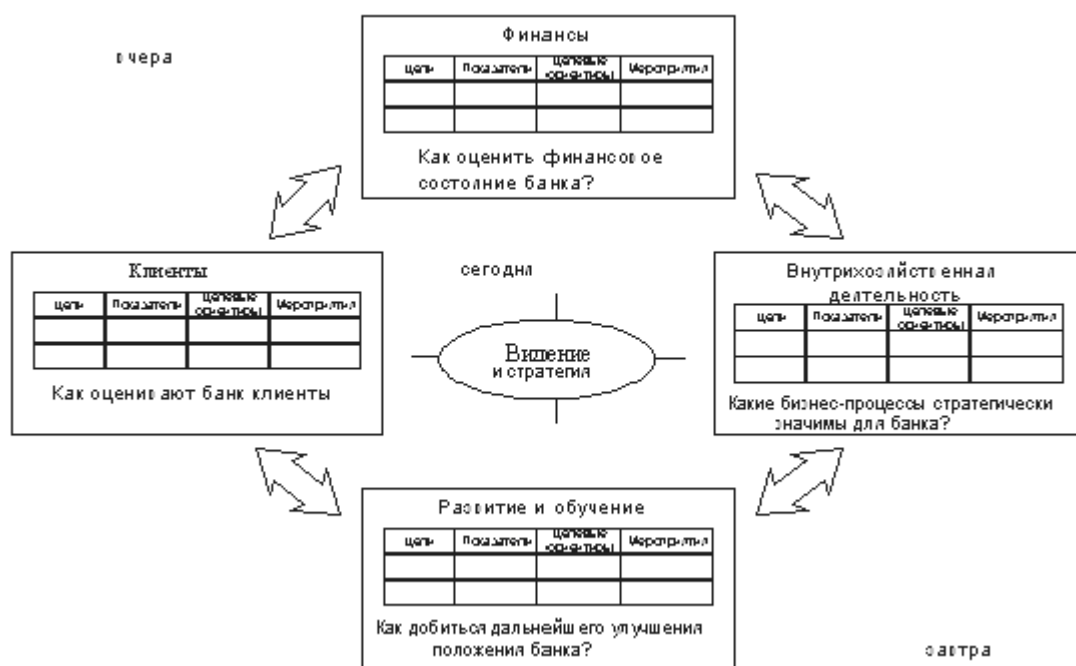 Финансы
вчера
Цели Показатели Целевые ориентиры Мероприятия
Как оценить финансовое
состояние банка?
Клиенты
Цели Показатели Целевые ориентиры Мероприятия
Как оценивают банк клиенты
сегодня
Видение
и стратегия
Внутрихозяйственная
деятельность
Цели Показатели Целевые ориентиры Мероприятия
Какие бизнес-процессы стратегически
значимы для банка?
Развитие и обучение
Цели Показатели Целевые ориентиры Мероприятия
Как добиться дальнейшего улучшения
положения банка?
завтра